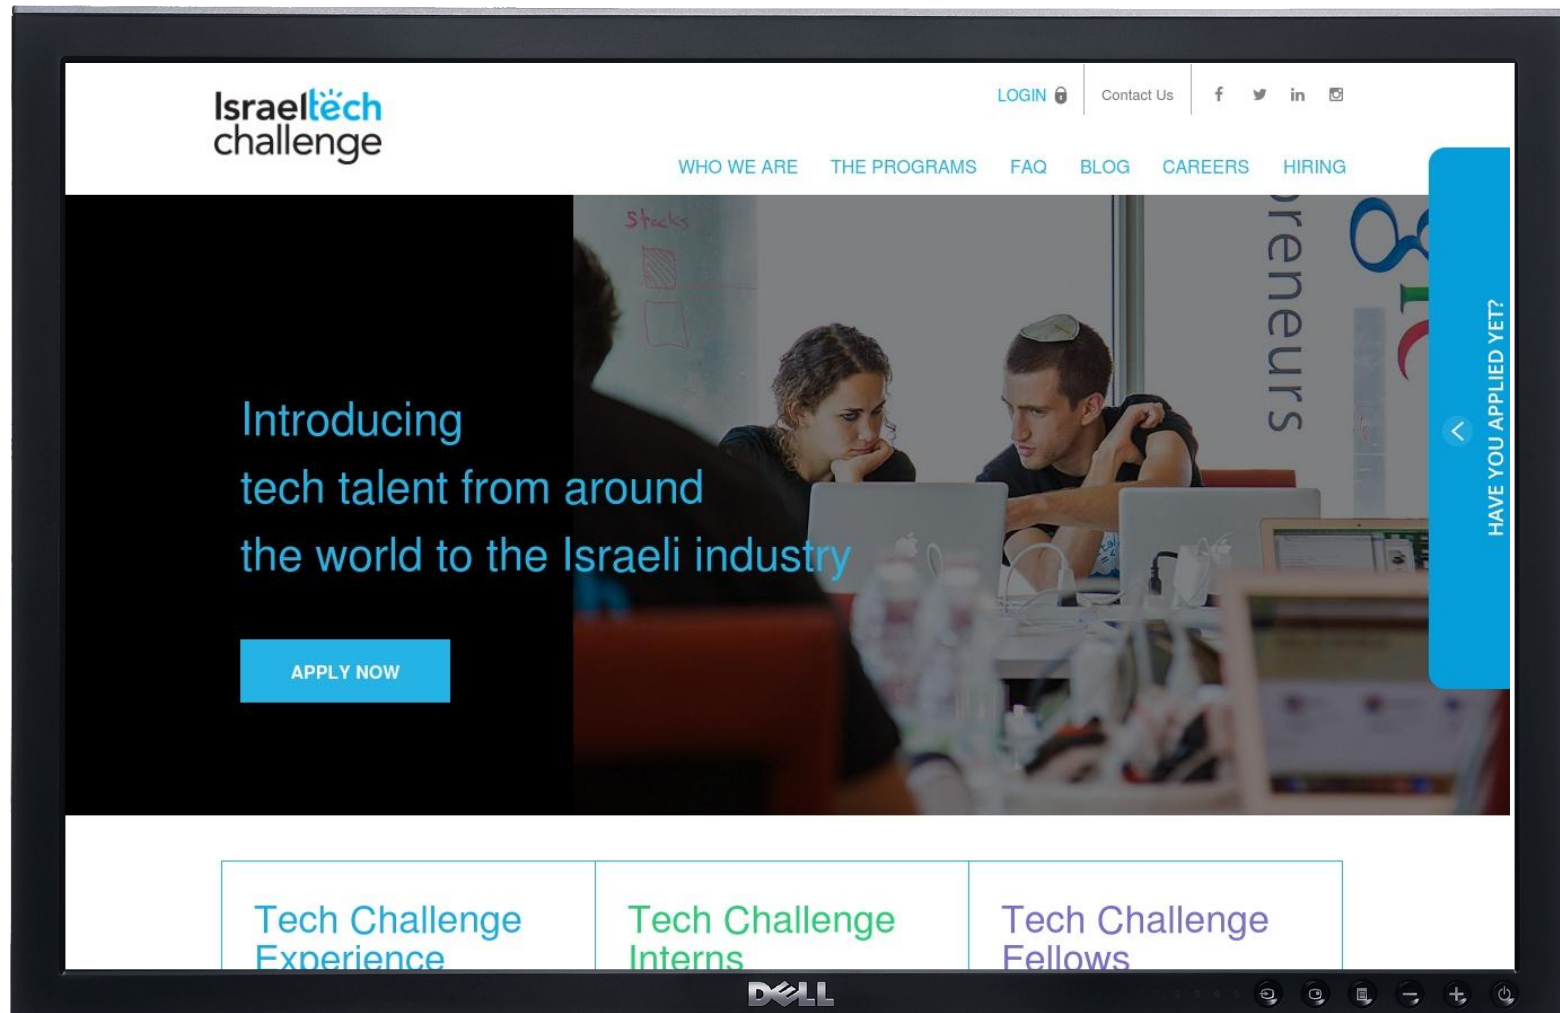 Israeltech
challenge
LOGIN
Contact Us
WHO WE ARE
THE PROGRAMS
FAQ
BLOG
CAREERS
HIRING
Stacks
preneurs
Introducing
tech talent from around
the world to the Israeli industry
APPLY NOW
HAVE YOU APPLIED YET?
Tech Challenge
Experience
Tech Challenge
Interns
Tech Challenge
Fellows
DELL